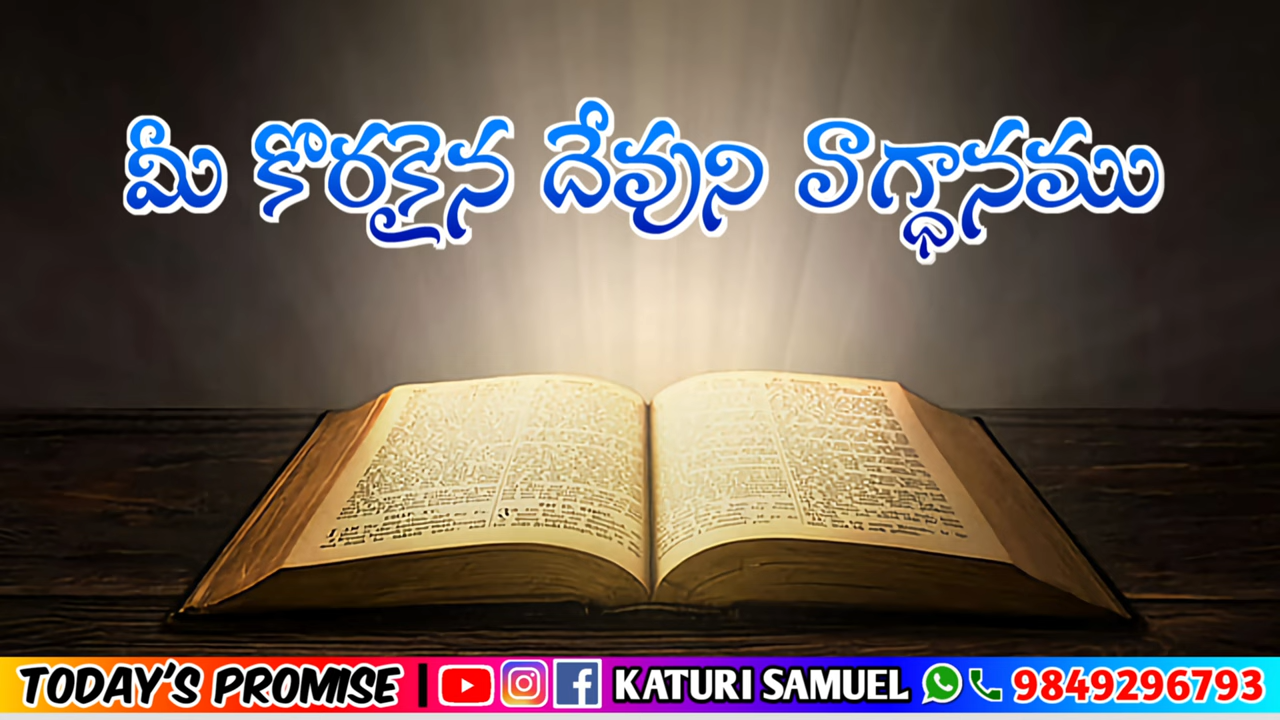 మీ కొరకైన దేవుని వాగ్ధానము
TODAY'S PROMISE | KATURI SAMUEL 9849296793